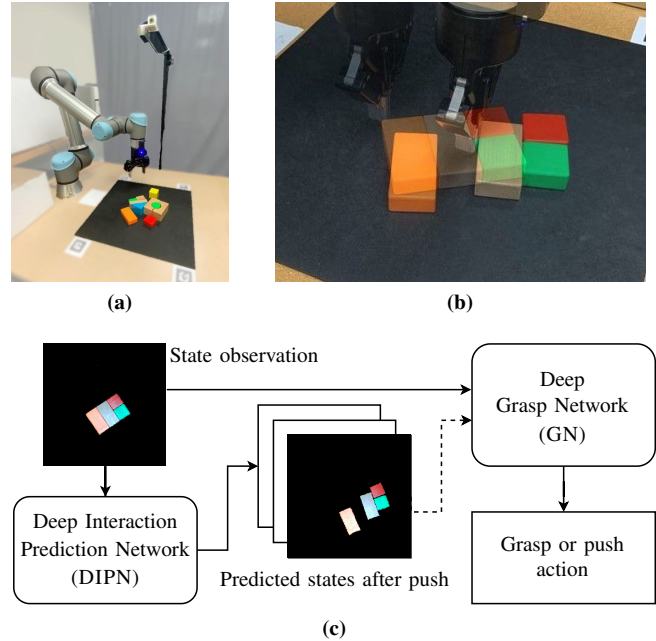 (a)
(b)
State observation
Deep
Grasp Network
(GN)
Deep Interaction
Prediction Network
(DIPN)
Predicted states after push
Grasp or push
action
(c)